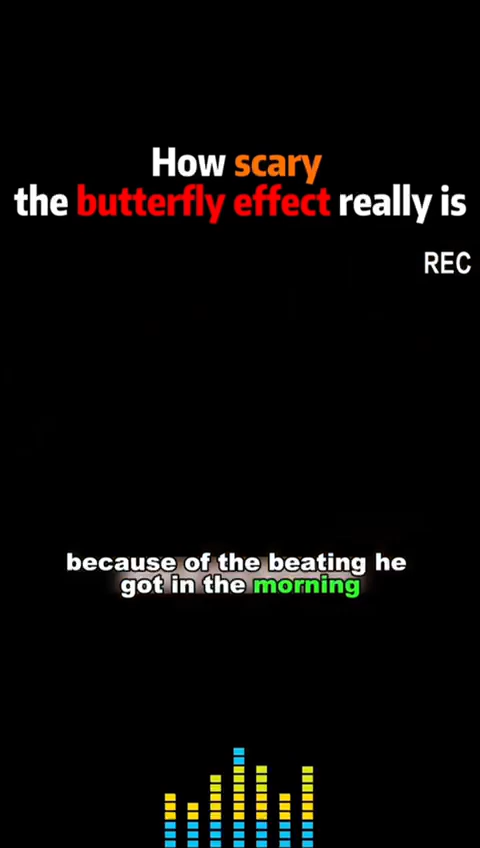 How scary
the butterfly effect really is
REC
because of the beating he
got in the morning